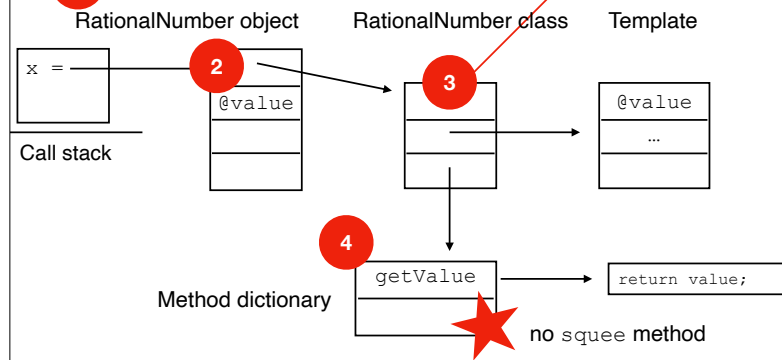 RationalNumber object
RationalNumber class
Template
x =
2
3
@value
@value
…
Call stack
4
getValue
return value;
Method dictionary
no squee method